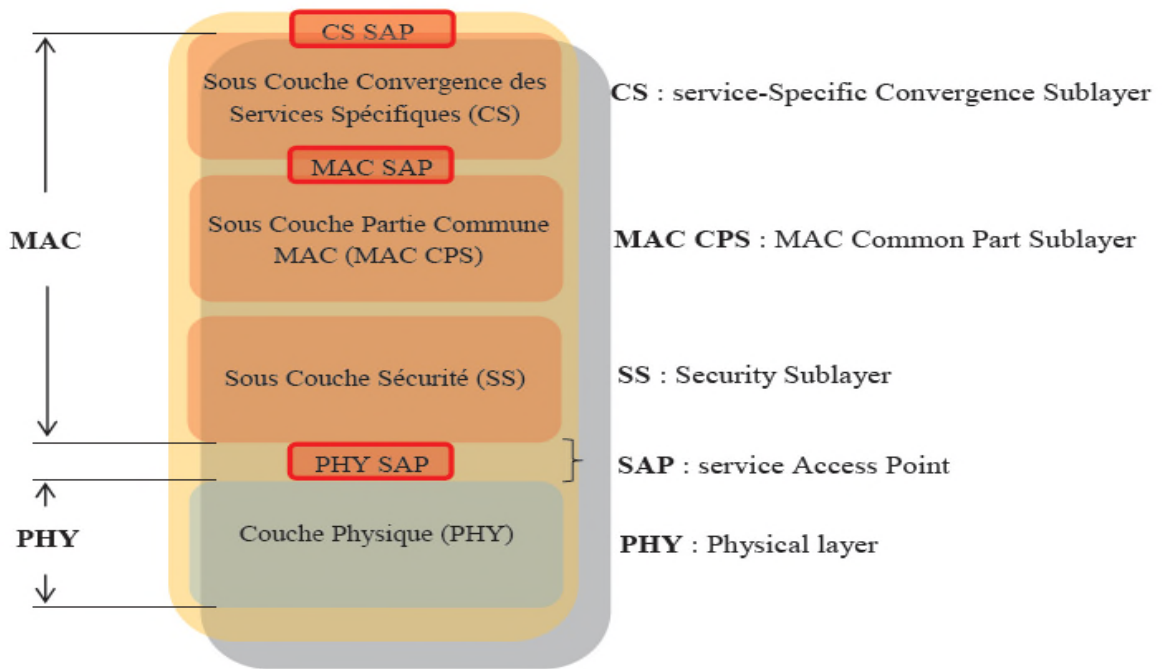 CS SAP
Sous Couche Convergence des
Services Spécifiques (CS)
CS : service-Specific Convergence Sublayer
MAC SAP
MAC
Sous Couche Partie Commune
MAC (MAC CPS)
MAC CPS : MAC Common Part Sublayer
Sous Couche Sécurité (SS)
SS : Security Sublayer
PHY SAP
SAP : service Access Point
PHY
Couche Physique (PHY)
PHY : Physical layer